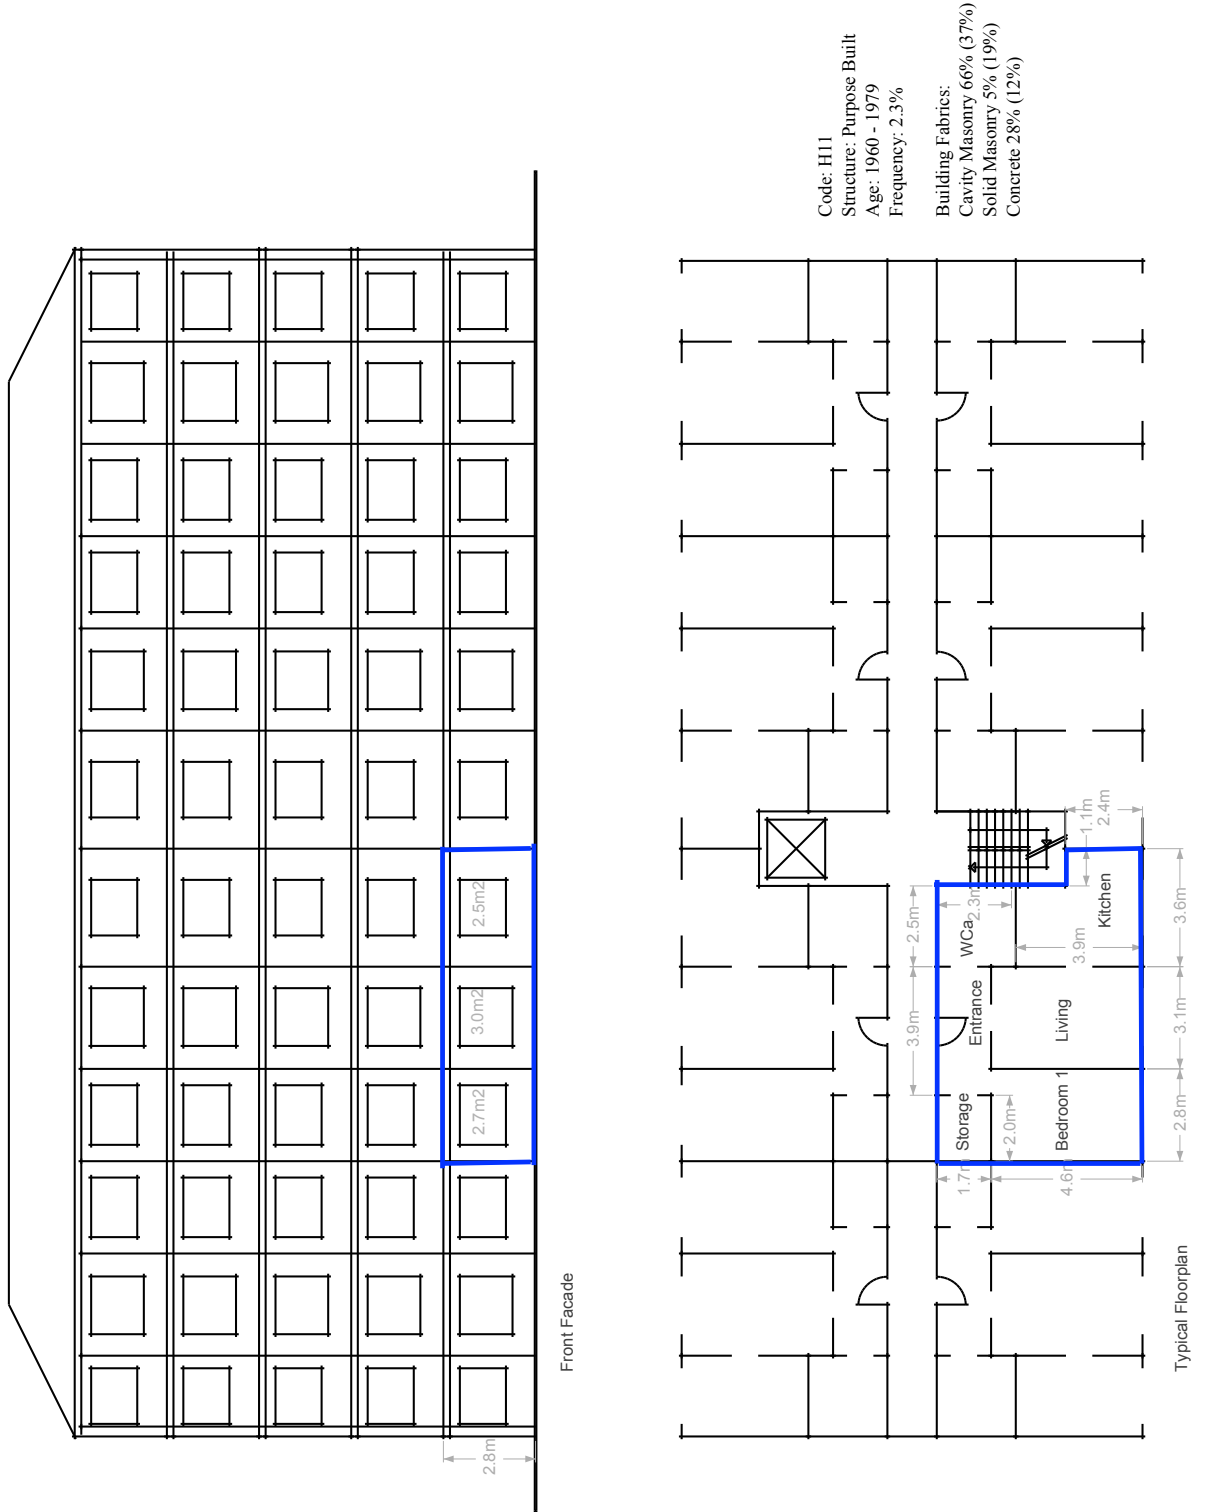 Code: H11
Structure: Purpose Built
Age: 1960 - 1979
Frequency: 2.3%
Building Fabrics:
Cavity Masonry 66% (37%)
Solid Masonry 5% (19%)
Concrete 28% (12%)
2.8m
2.7m2
3.0m2
2.5m2
Front Facade
3.9m
2.5m
1.7m
Storage
Entrance
WCa
2.3m
2.0m
4.6m
Bedroom 1
Living
3.9m
Kitchen
1.1m
2.4m
2.8m
3.1m
3.6m
Typical Floorplan